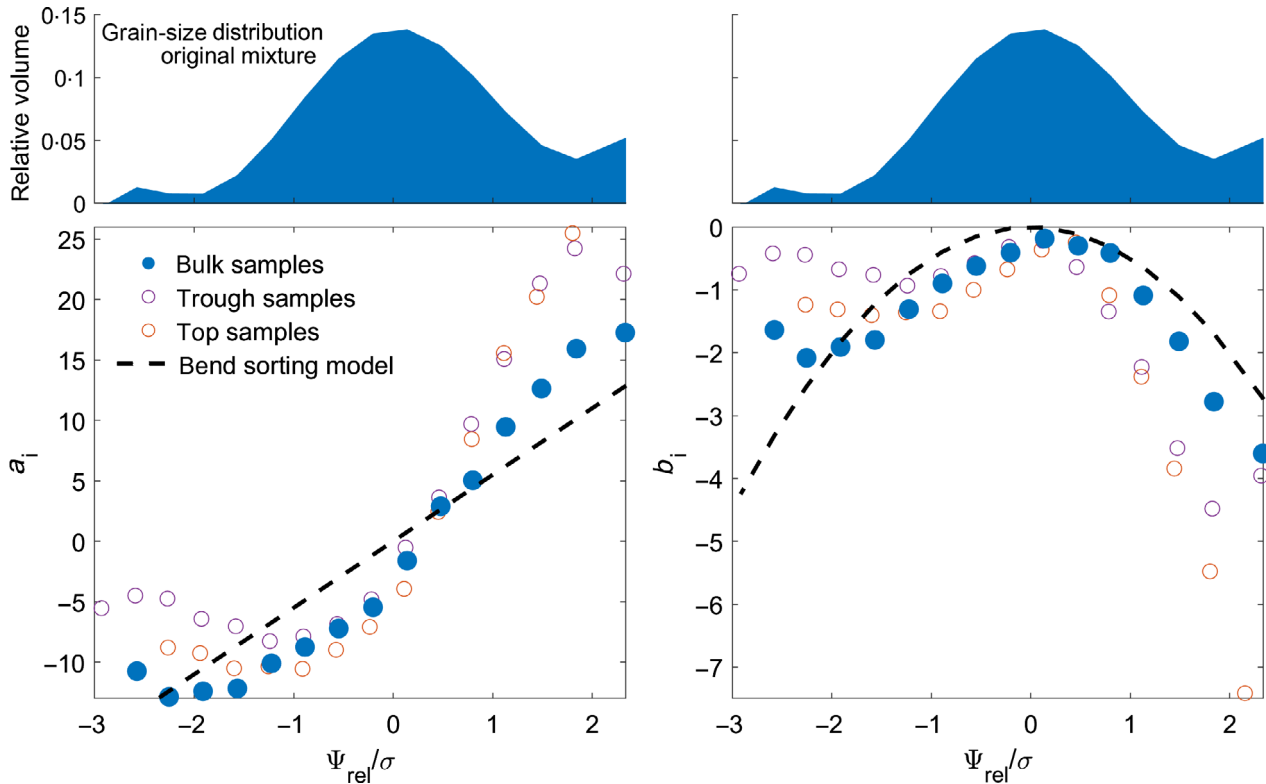 0·15
0·1
0·05
0
Relative volume
Grain-size distribution
original mixture
25
20
15
10
5
0
−5
−10
a_i
Bulk samples
Trough samples
Top samples
Bend sorting model
−3 −2 −1 0 1 2
Ψ_rel/σ
0
−1
−2
−3
−4
−5
−6
−7
b_i
−3 −2 −1 0 1 2
Ψ_rel/σ